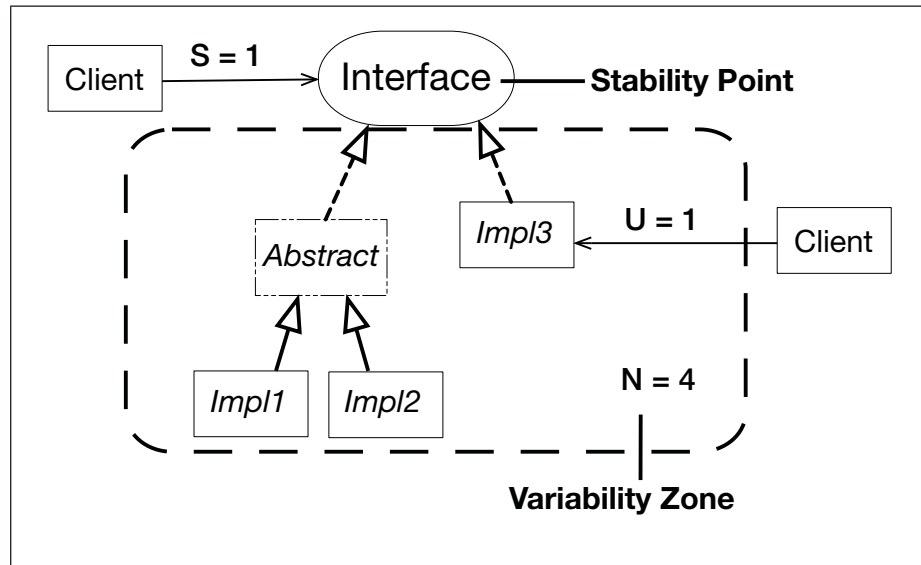 S = 1
Client
Interface
Stability Point
Abstract
Impl3
U = 1
Client
Impl1
Impl2
N = 4
Variability Zone